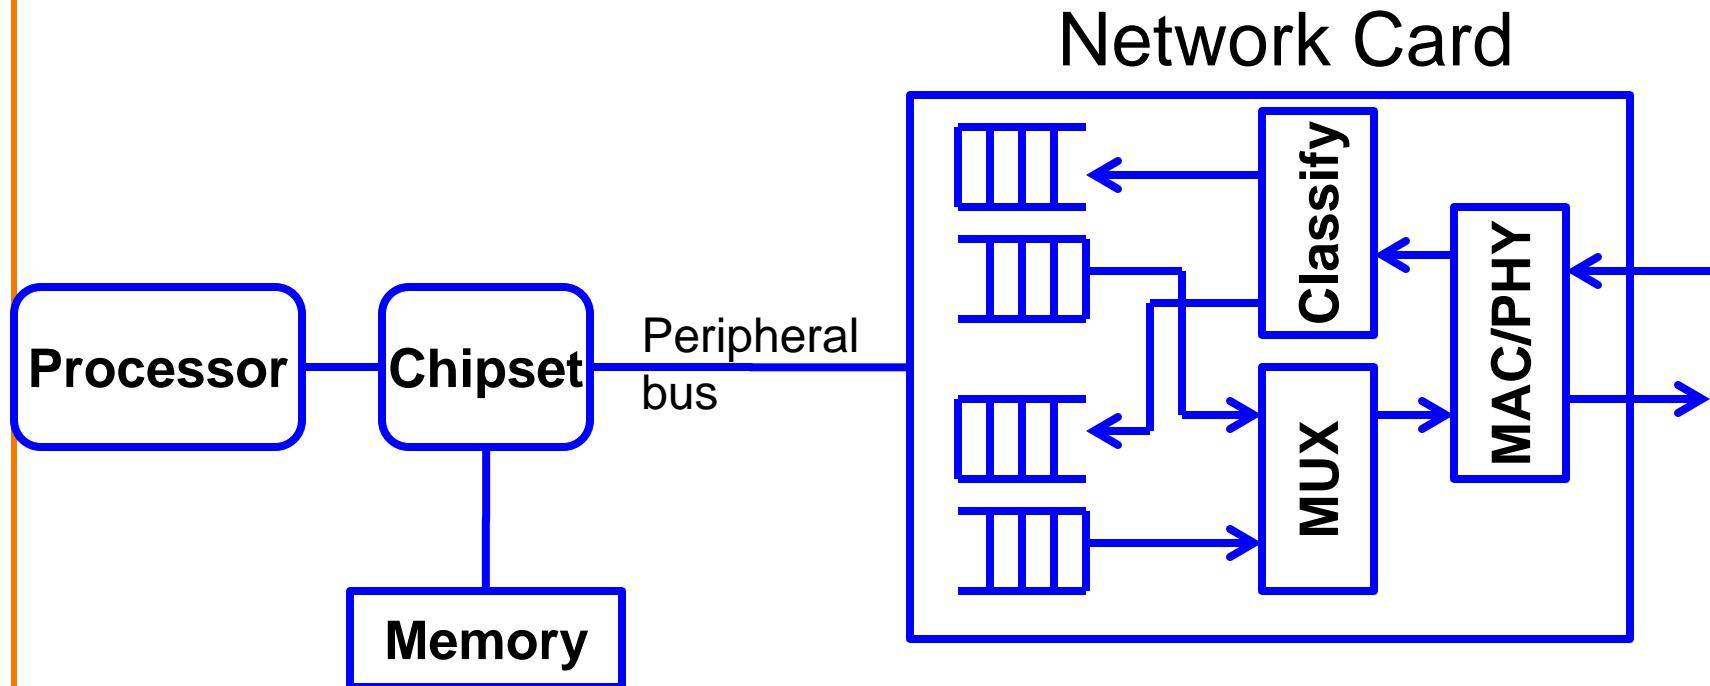 Network Card
Classify
MAC/PHY
Peripheral
bus
Processor
Chipset
MUX
Memory